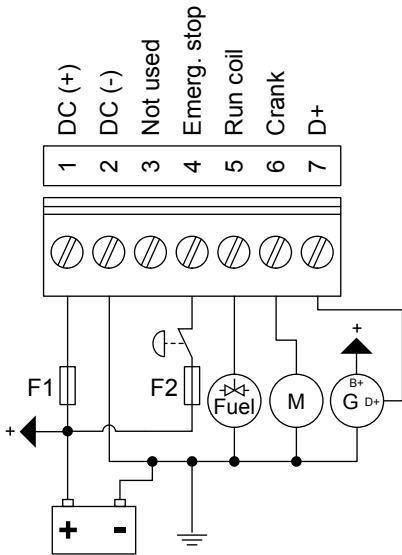 DC (+)
DC (-)
Not used
Emerg. stop
Run coil
Crank
D+
1 2 3 4 5 6 7
F1
F2
Fuel
M
+
B+
G D+
+
+ -